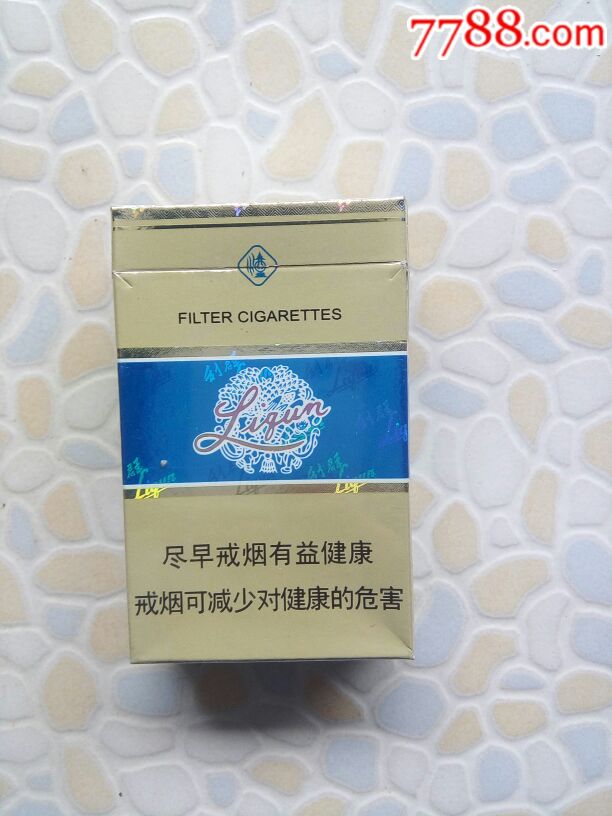 7788.com
FILTER CIGARETTES
Liqun
尽早戒烟有益健康
戒烟可减少对健康的危害